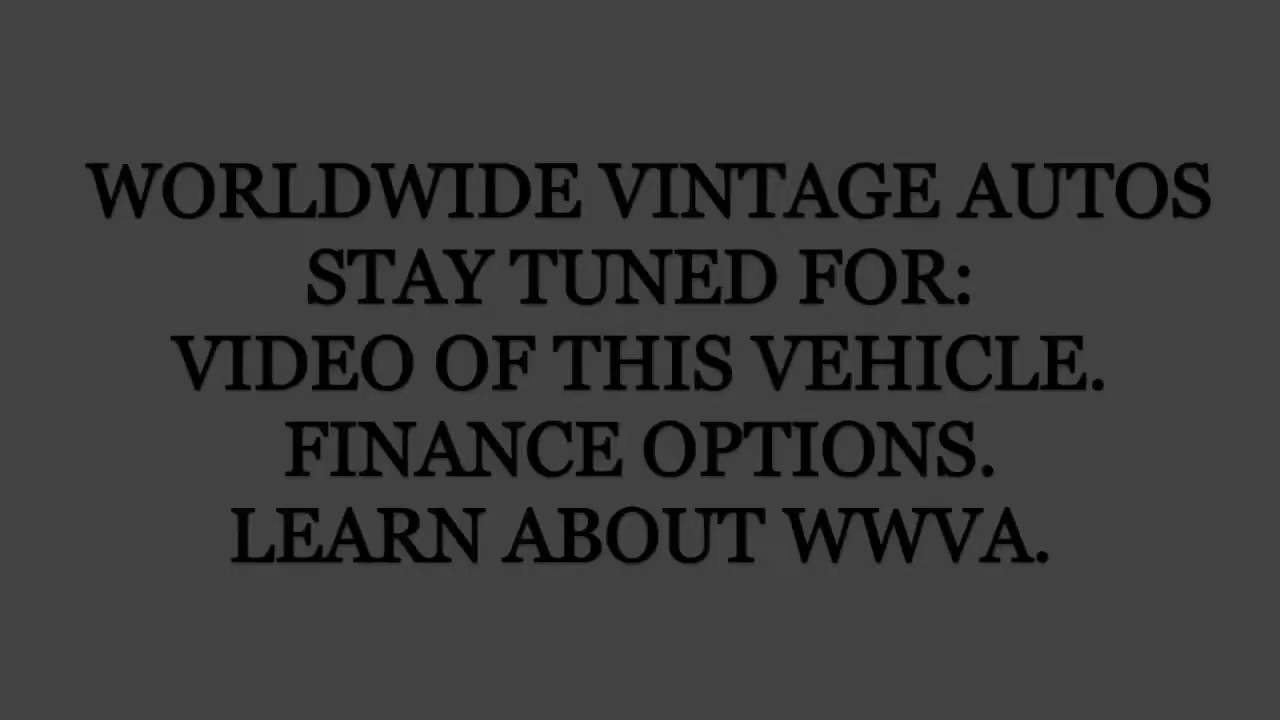 WORLDWIDE VINTAGE AUTOS
STAY TUNED FOR:
VIDEO OF THIS VEHICLE.
FINANCE OPTIONS.
LEARN ABOUT WWVA.